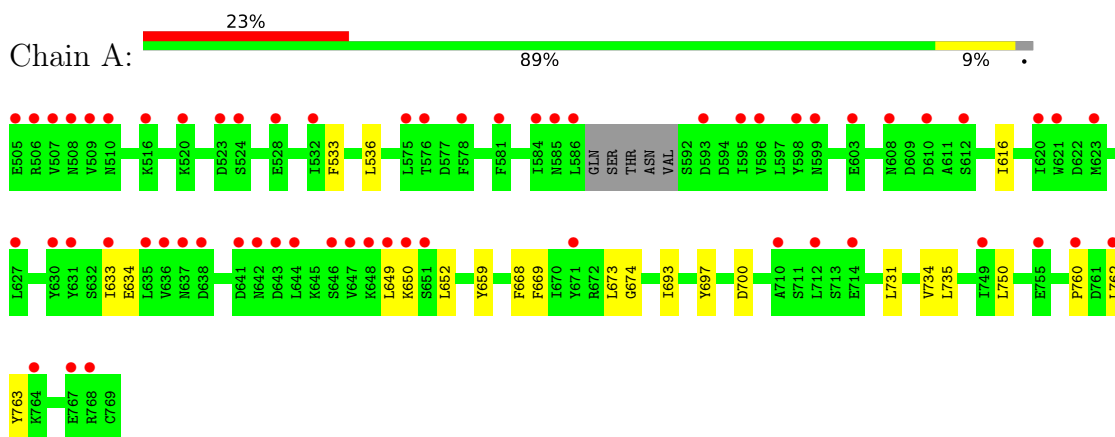 23%
Chain A:
89% 9% •
E505 R506 V507 N508 V509 N510 K516 K520 D523 S524 E528 I532 F533 L536 L575 T576 D577 F578 F581 I584 N585 L586 GLN SER THR ASN VAL S592 D593 D594 I595 V596 L597 Y598 N599 E603 N608 D609 D610 A611 S612 I616 I620 W621 D622 M623
L627 Y630 Y631 S632 I633 E634 L635 V636 N637 D638 D641 N642 D643 L644 K645 S646 V647 K648 L649 K650 S651 L652 Y659 F668 F669 I670 Y671 R672 L673 G674 I693 Y697 D700 A710 S711 L712 S713 E714 L731 V734 L735 I749 L750 E755 P760 D761 L762
Y763 K764 E767 R768 C769